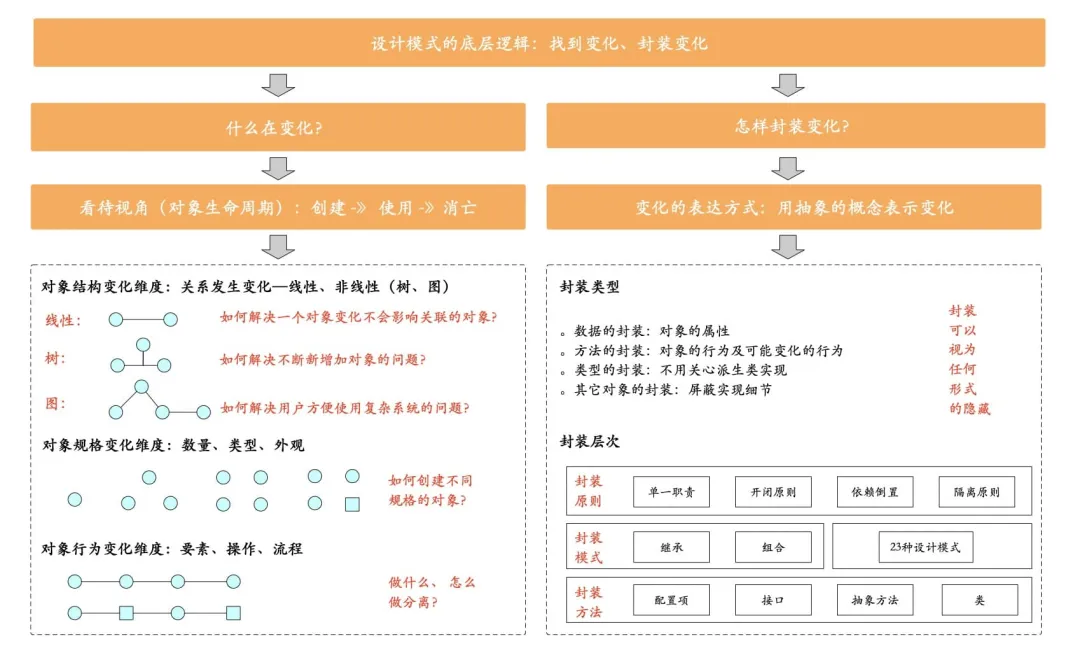 设计模式的底层逻辑：找到变化、封装变化
什么在变化？
看待视角（对象生命周期）：创建 -》 使用 -》消亡
对象结构变化维度：关系发生变化—线性、非线性（树、图）
线性：
如何解决一个对象变化不会影响关联的对象？
树：
如何解决不断新增加对象的问题？
图：
如何解决用户方便使用复杂系统的问题？
对象规格变化维度：数量、类型、外观
如何创建不同
规格的对象？
对象行为变化维度：要素、操作、流程
做什么、 怎么
做分离？
怎样封装变化？
变化的表达方式：用抽象的概念表示变化
封装类型
。数据的封装：对象的属性
。方法的封装：对象的行为及可能变化的行为
。类型的封装：不用关心派生类实现
。其它对象的封装：屏蔽实现细节
封装
可以
视为
任何
形式
的隐藏
封装层次
封装
原则
单一职责
开闭原则
依赖倒置
隔离原则
封装
模式
继承
组合
23种设计模式
封装
方法
配置项
接口
抽象方法
类